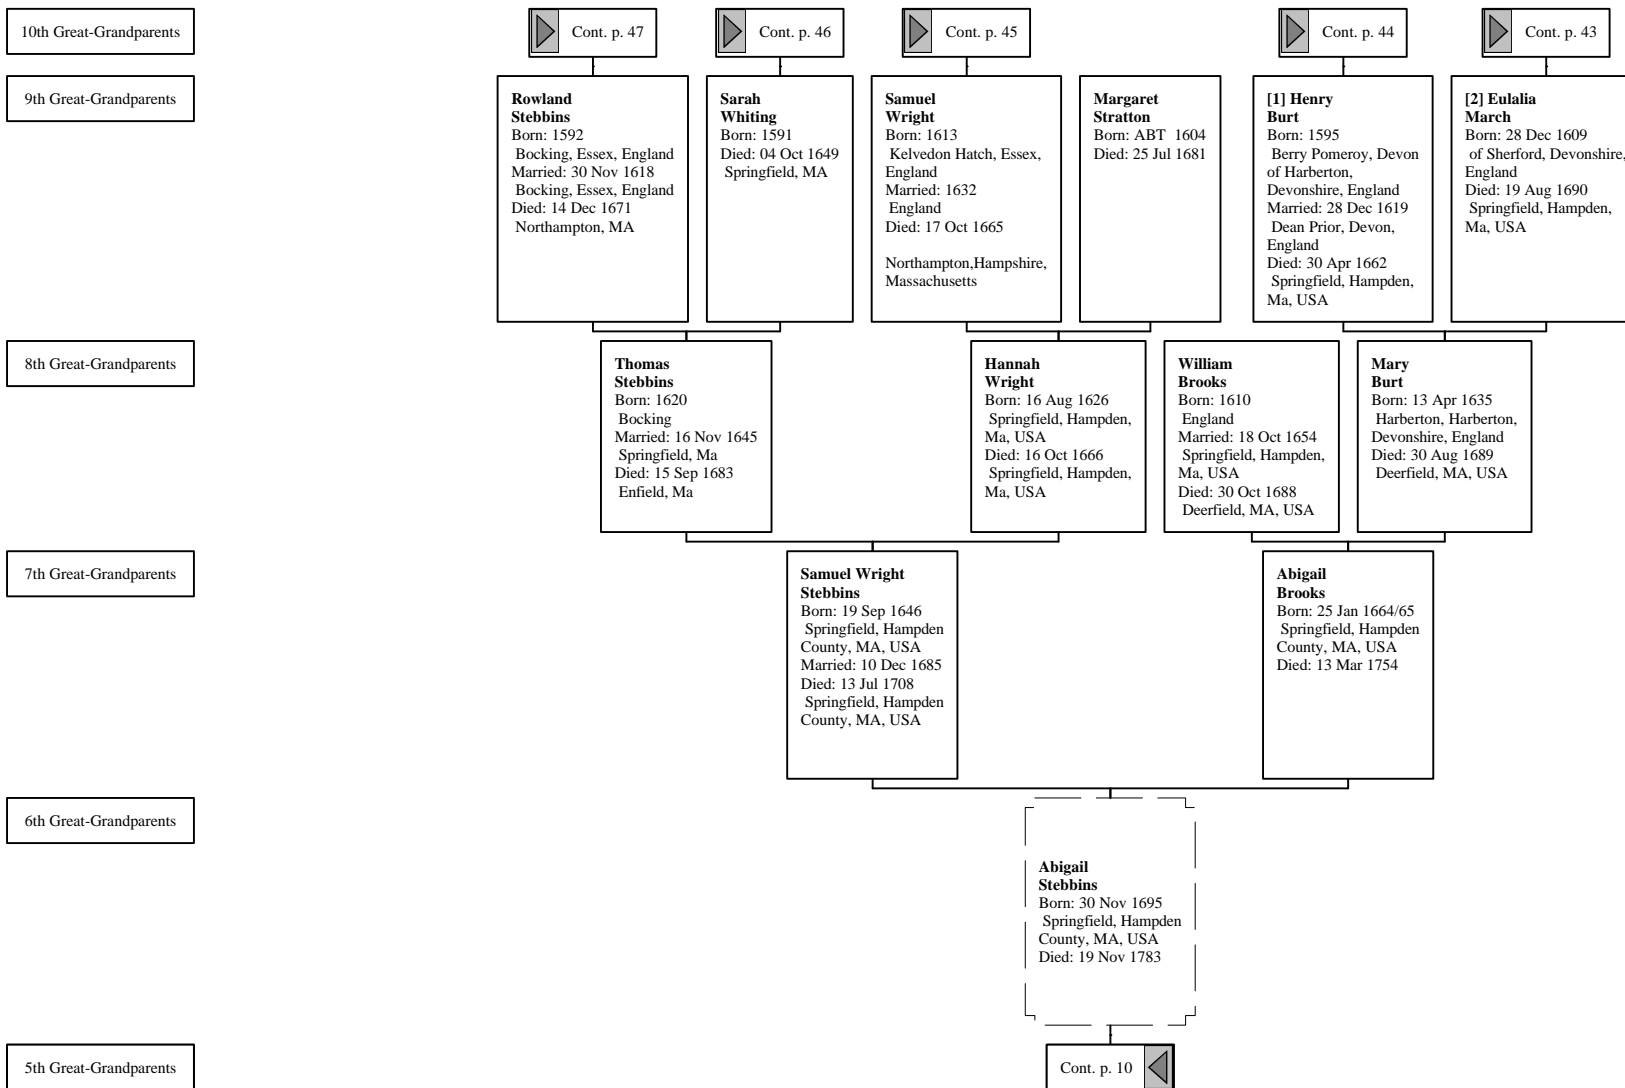 10th Great-Grandparents
Cont. p. 47
Cont. p. 46
Cont. p. 45
Cont. p. 44
Cont. p. 43
9th Great-Grandparents
Rowland
Stebbins
Born: 1592
Bocking, Essex, England
Married: 30 Nov 1618
Bocking, Essex, England
Died: 14 Dec 1671
Northampton, MA
Sarah
Whiting
Born: 1591
Died: 04 Oct 1649
Springfield, MA
Samuel
Wright
Born: 1613
Kelvedon Hatch, Essex,
England
Married: 1632
England
Died: 17 Oct 1665
Northampton,Hampshire,
Massachusetts
Margaret
Stratton
Born: ABT 1604
Died: 25 Jul 1681
[1] Henry
Burt
Born: 1595
Berry Pomeroy, Devon
of Harberton,
Devonshire, England
Married: 28 Dec 1619
Dean Prior, Devon,
England
Died: 30 Apr 1662
Springfield, Hampden,
Ma, USA
[2] Eulalia
March
Born: 28 Dec 1609
of Sherford, Devonshire,
England
Died: 19 Aug 1690
Springfield, Hampden,
Ma, USA
8th Great-Grandparents
Thomas
Stebbins
Born: 1620
Bocking
Married: 16 Nov 1645
Springfield, Ma
Died: 15 Sep 1683
Enfield, Ma
Hannah
Wright
Born: 16 Aug 1626
Springfield, Hampden,
Ma, USA
Died: 16 Oct 1666
Springfield, Hampden,
Ma, USA
William
Brooks
Born: 1610
England
Married: 18 Oct 1654
Springfield, Hampden,
Ma, USA
Died: 30 Oct 1688
Deerfield, MA, USA
Mary
Burt
Born: 13 Apr 1635
Harberton, Harberton,
Devonshire, England
Died: 30 Aug 1689
Deerfield, MA, USA
7th Great-Grandparents
Samuel Wright
Stebbins
Born: 19 Sep 1646
Springfield, Hampden
County, MA, USA
Married: 10 Dec 1685
Died: 13 Jul 1708
Springfield, Hampden
County, MA, USA
Abigail
Brooks
Born: 25 Jan 1664/65
Springfield, Hampden
County, MA, USA
Died: 13 Mar 1754
6th Great-Grandparents
Abigail
Stebbins
Born: 30 Nov 1695
Springfield, Hampden
County, MA, USA
Died: 19 Nov 1783
5th Great-Grandparents
Cont. p. 10